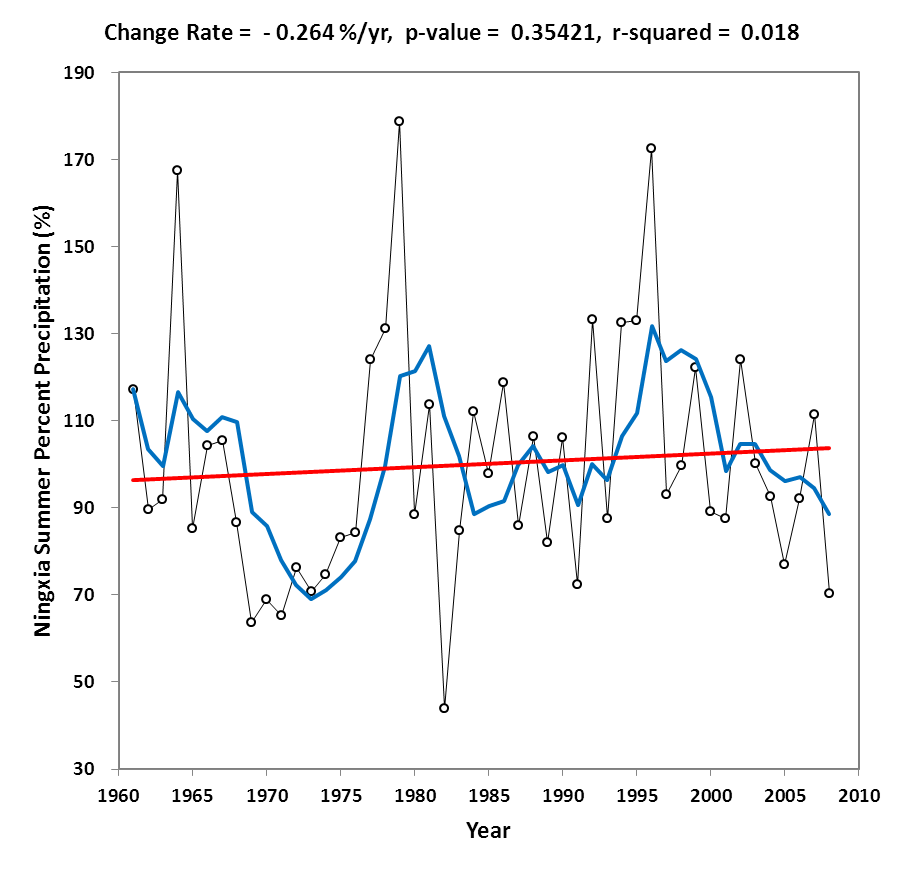 Change Rate = - 0.264 %/yr, p-value = 0.35421, r-squared = 0.018
190
170
150
130
110
90
70
50
30
Ningxia Summer Percent Precipitation (%)
1960 1965 1970 1975 1980 1985 1990 1995 2000 2005 2010
Year